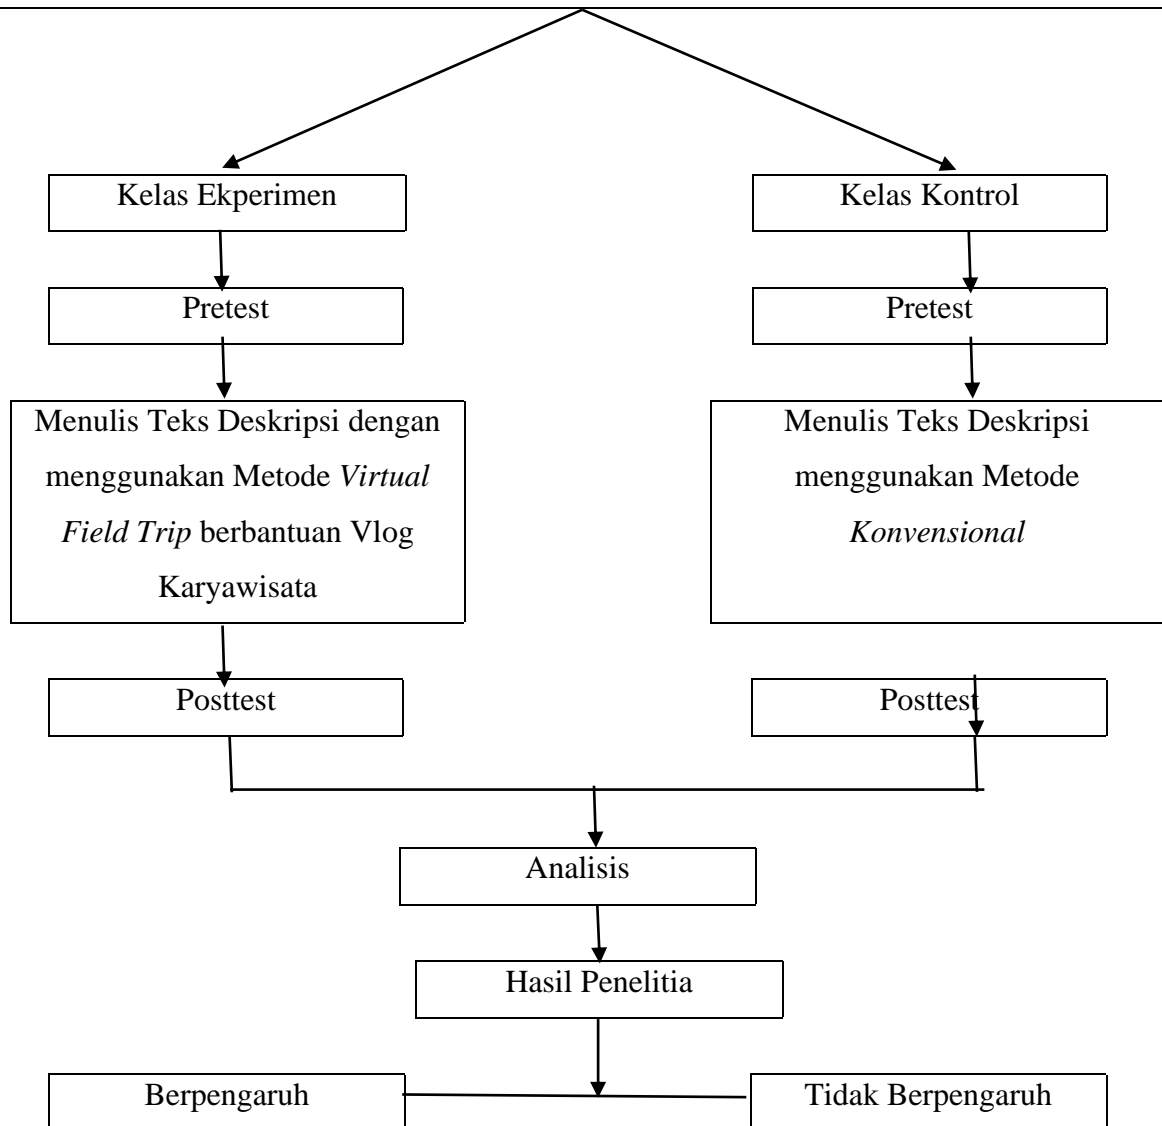 Kelas Ekperimen
Kelas Kontrol
Pretest
Pretest
Menulis Teks Deskripsi dengan
menggunakan Metode Virtual
Field Trip berbantuan Vlog
Karyawisata
Menulis Teks Deskripsi
menggunakan Metode
Konvensional
Posttest
Posttest
Analisis
Hasil Penelitia
Berpengaruh
Tidak Berpengaruh